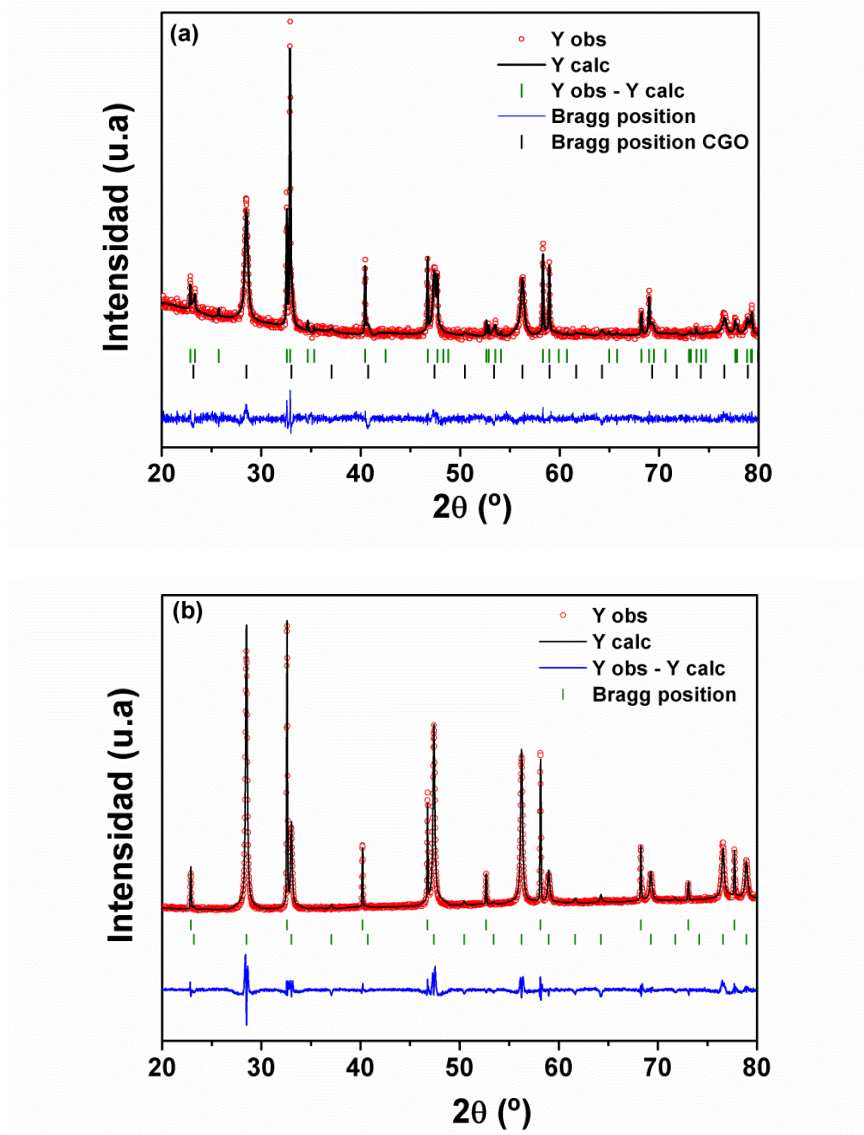 (a)
Y obs
Y calc
Y obs - Y calc
Bragg position
Bragg position CGO
Intensidad (u.a)
20 30 40 50 60 70 80
2θ (º)
(b)
Y obs
Y calc
Y obs - Y calc
Bragg position
Intensidad (u.a)
20 30 40 50 60 70 80
2θ (º)